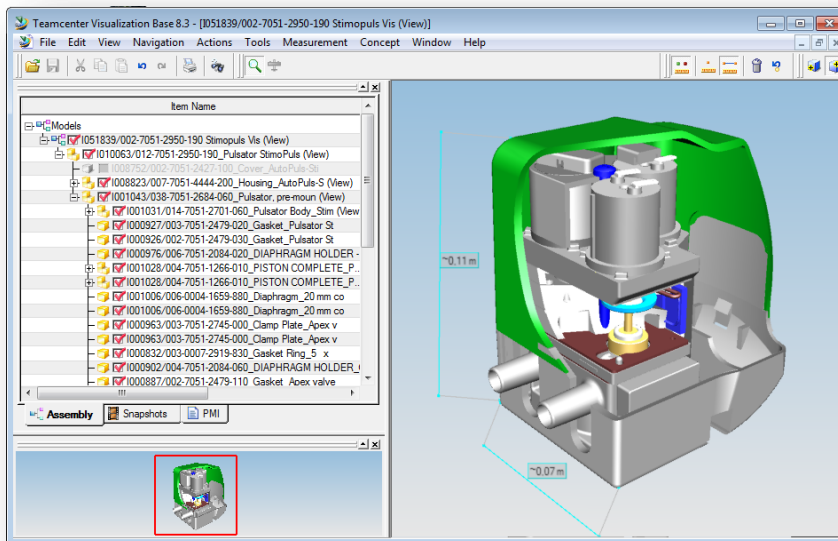 Teamcenter Visualization Base 8.3 - [I051839/002-7051-2950-190 Stimopuls Vis (View)]
File Edit View Navigation Actions Tools Measurement Concept Window Help
Item Name
Models
I051839/002-7051-2950-190 Stimopuls Vis (View)
I010063/012-7051-2950-190_Pulsator StimoPuls (View)
I008752/002-7051-2427-100_Cover_AutoPuls-Sti
I008823/007-7051-4444-200_Housing_AutoPuls-S (View)
I001043/038-7051-2684-060_Pulsator, pre-moun (View)
I001031/014-7051-2701-060_Pulsator Body_Stim (View
I000927/003-7051-2479-020_Gasket_Pulsator St
I000926/002-7051-2479-030_Gasket_Pulsator St
I000976/006-7051-2084-020_DIAPHRAGM HOLDER -
I001028/004-7051-1266-010_PISTON COMPLETE_P...
I001028/004-7051-1266-010_PISTON COMPLETE_P...
I001006/006-0004-1659-880_Diaphragm_20 mm co
I001006/006-0004-1659-880_Diaphragm_20 mm co
I000963/003-7051-2745-000_Clamp Plate_Apex v
I000963/003-7051-2745-000_Clamp Plate_Apex v
I000832/003-0007-2919-830_Gasket Ring_5 x
I000902/004-7051-2084-060_DIAPHRAGM HOLDER_
I000887/002-7051-2479-110_Gasket_Apex valve
Assembly Snapshots PMI
~0.11 m
~0.07 m